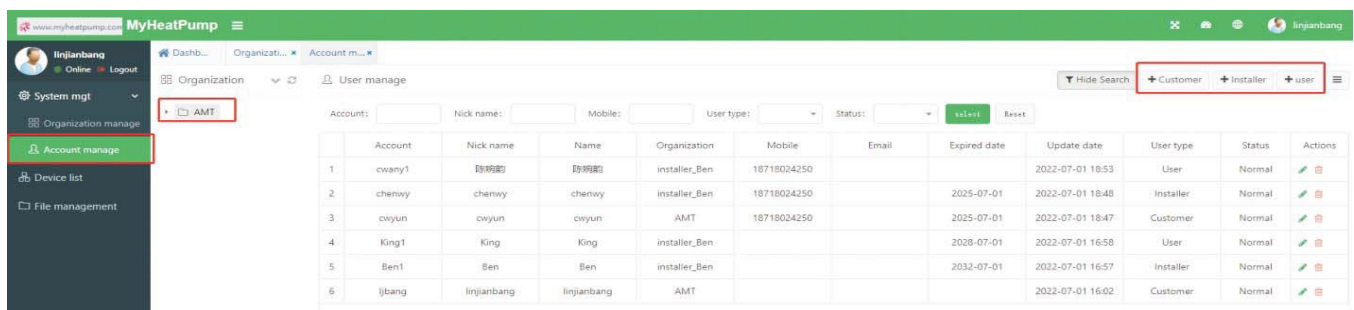 www.myheatpump.com MyHeatPump linjianbang
linjianbang
Online Logout
Dashb... Organizati... Account m...
Organization User manage Hide Search Customer Installer user
System mgt
AMT
Account: Nick name: Mobile: User type: Status: select Reset
Organization manage
Account manage
Device list
File management
Account Nick name Name Organization Mobile Email Expired date Update date User type Status Actions
1 cwany1 installer_Ben 18718024250 2022-07-01 18:53 User Normal
2 chenwy chenwy chenwy installer_Ben 18718024250 2025-07-01 2022-07-01 18:48 Installer Normal
3 cwyun cwyun cwyun AMT 18718024250 2025-07-01 2022-07-01 18:47 Customer Normal
4 King1 King King installer_Ben 2028-07-01 2022-07-01 16:58 User Normal
5 Ben1 Ben Ben installer_Ben 2032-07-01 2022-07-01 16:57 Installer Normal
6 ljbang linjianbang linjianbang AMT 2022-07-01 16:02 Customer Normal